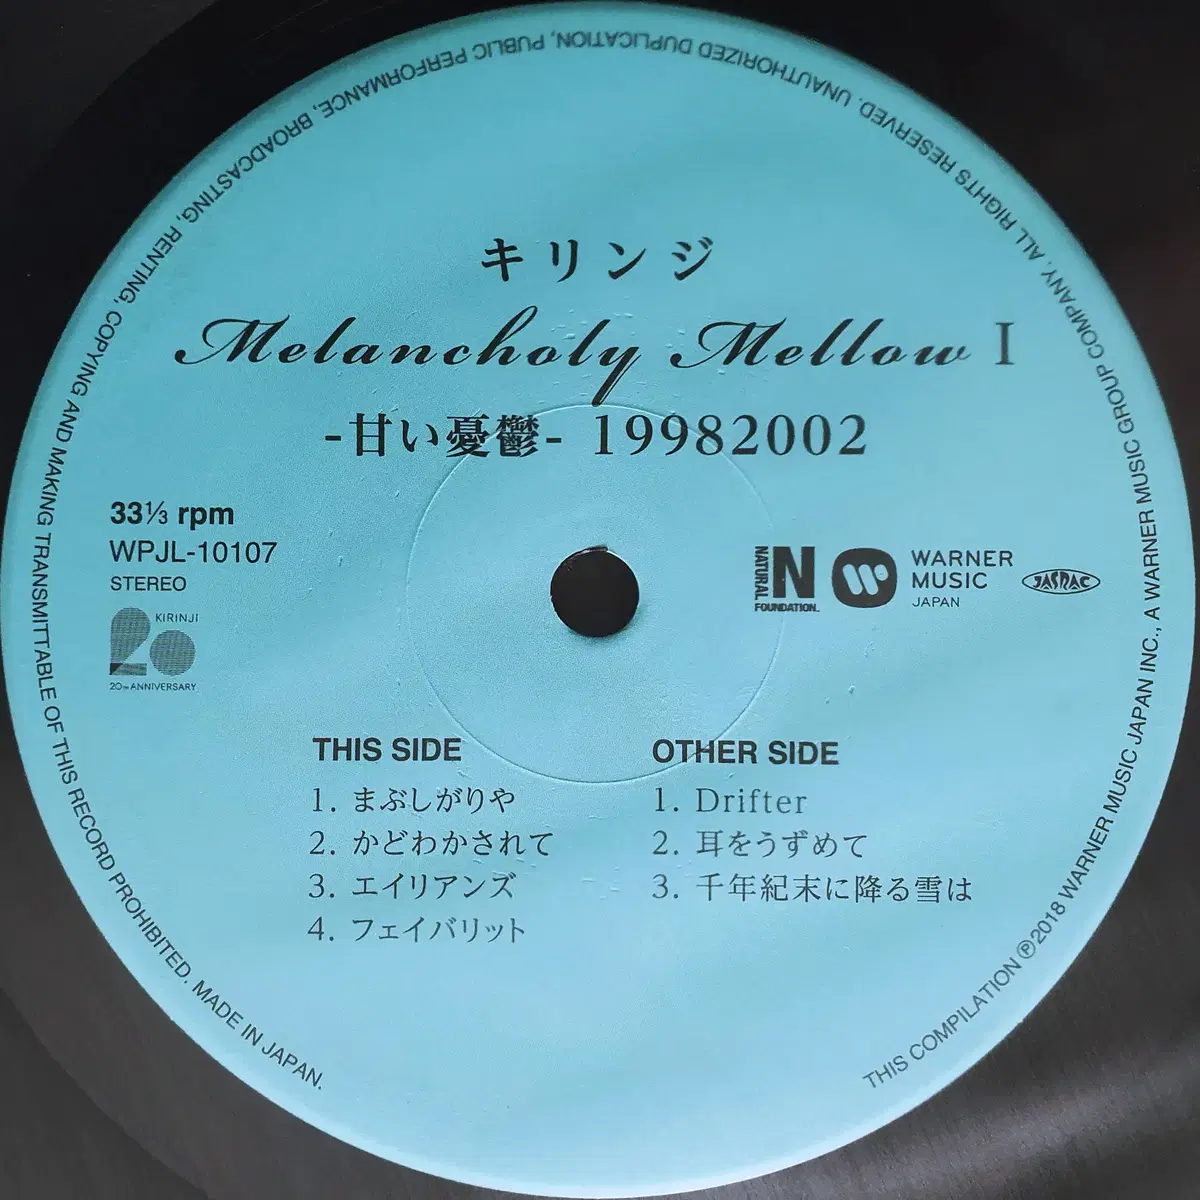 キリンジ
Melancholy Mellow I
-甘い憂鬱- 19982002
33⅓ rpm
WPJL-10107
STEREO
KIRINJI
20
20TH ANNIVERSARY
N
NATURAL
FOUNDATION.
WARNER
MUSIC
JAPAN
JASRAC
THIS SIDE
1. まぶしがりや
2. かどわかされて
3. エイリアンズ
4. フェイバリット
OTHER SIDE
1. Drifter
2. 耳をうずめて
3. 千年紀末に降る雪は
THIS COMPILATION ℗2018 WARNER MUSIC JAPAN INC., A WARNER MUSIC GROUP COMPANY. ALL RIGHTS RESERVED. UNAUTHORIZED DUPLICATION, PUBLIC PERFORMANCE, BROADCASTING, RENTING, COPYING AND MAKING TRANSMITTABLE OF THIS RECORD PROHIBITED. MADE IN JAPAN.